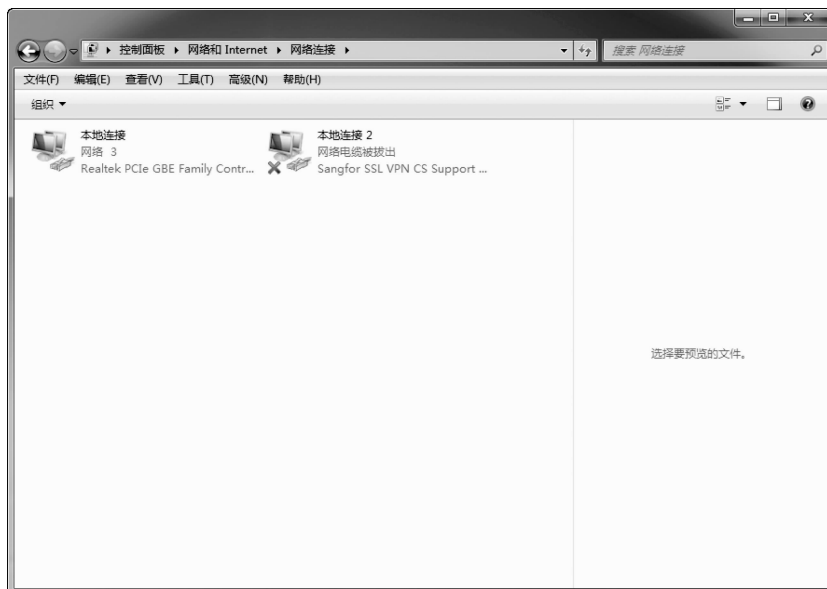 控制面板 ▸ 网络和 Internet ▸ 网络连接 ▸
搜索 网络连接
文件(F) 编辑(E) 查看(V) 工具(T) 高级(N) 帮助(H)
组织
本地连接
网络 3
Realtek PCIe GBE Family Contr...
本地连接 2
网络电缆被拔出
Sangfor SSL VPN CS Support ...
选择要预览的文件。